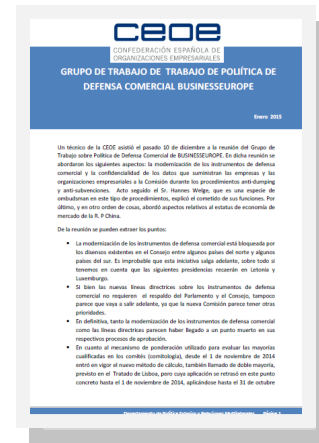 CEOE
CONFEDERACIÓN ESPAÑOLA DE
ORGANIZACIONES EMPRESARIALES
GRUPO DE TRABAJO DE TRABAJO DE POLIÍTICA DE
DEFENSA COMERCIAL BUSINESSEUROPE
Enero 2015
Un técnico de la CEOE asistió el pasado 10 de diciembre a la reunión del Grupo de
Trabajo sobre Política de Defensa Comercial de BUSINESSEUROPE. En dicha reunión se
abordaron los siguientes aspectos: la modernización de los instrumentos de defensa
comercial y la confidencialidad de los datos que suministran las empresas y las
organizaciones empresariales a la Comisión durante los procedimientos anti-dumping
y anti-subvenciones. Acto seguido el Sr. Hannes Welge, que es una especie de
ombudsman en este tipo de procedimientos, explicó el cometido de sus funciones. Por
último, y en otro orden de cosas, abordó aspectos relativos al estatus de economía de
mercado de la R. P China.
De la reunión se pueden extraer los puntos:
• La modernización de los instrumentos de defensa comercial está bloqueada por
los disensos existentes en el Consejo entre algunos países del norte y algunos
países del sur. Es improbable que esta iniciativa salga adelante, sobre todo si
tenemos en cuenta que las siguientes presidencias recaerán en Letonia y
Luxemburgo.
• Si bien las nuevas líneas directrices sobre los instrumentos de defensa
comercial no requieren el respaldo del Parlamento y el Consejo, tampoco
parece que vaya a salir adelante, ya que la nueva Comisión parece tener otras
prioridades.
• En definitiva, tanto la modernización de los instrumentos de defensa comercial
como las líneas directrices parecen haber llegado a un punto muerto en sus
respectivos procesos de aprobación.
• En cuanto al mecanismo de ponderación utilizado para evaluar las mayorías
cualificadas en los comités (comitología), desde el 1 de noviembre de 2014
entró en vigor el nuevo método de cálculo, también llamado de doble mayoría,
previsto en el Tratado de Lisboa, pero cuya aplicación se retrasó en este punto
concreto hasta el 1 de noviembre de 2014, aplicándose hasta el 31 de octubre